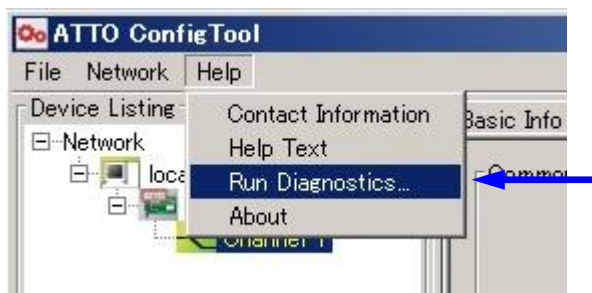 ATTO ConfigTool
File Network Help
Device Listing
Contact Information
Basic Info
Network
Help Text
Run Diagnostics...
About
Channel 1